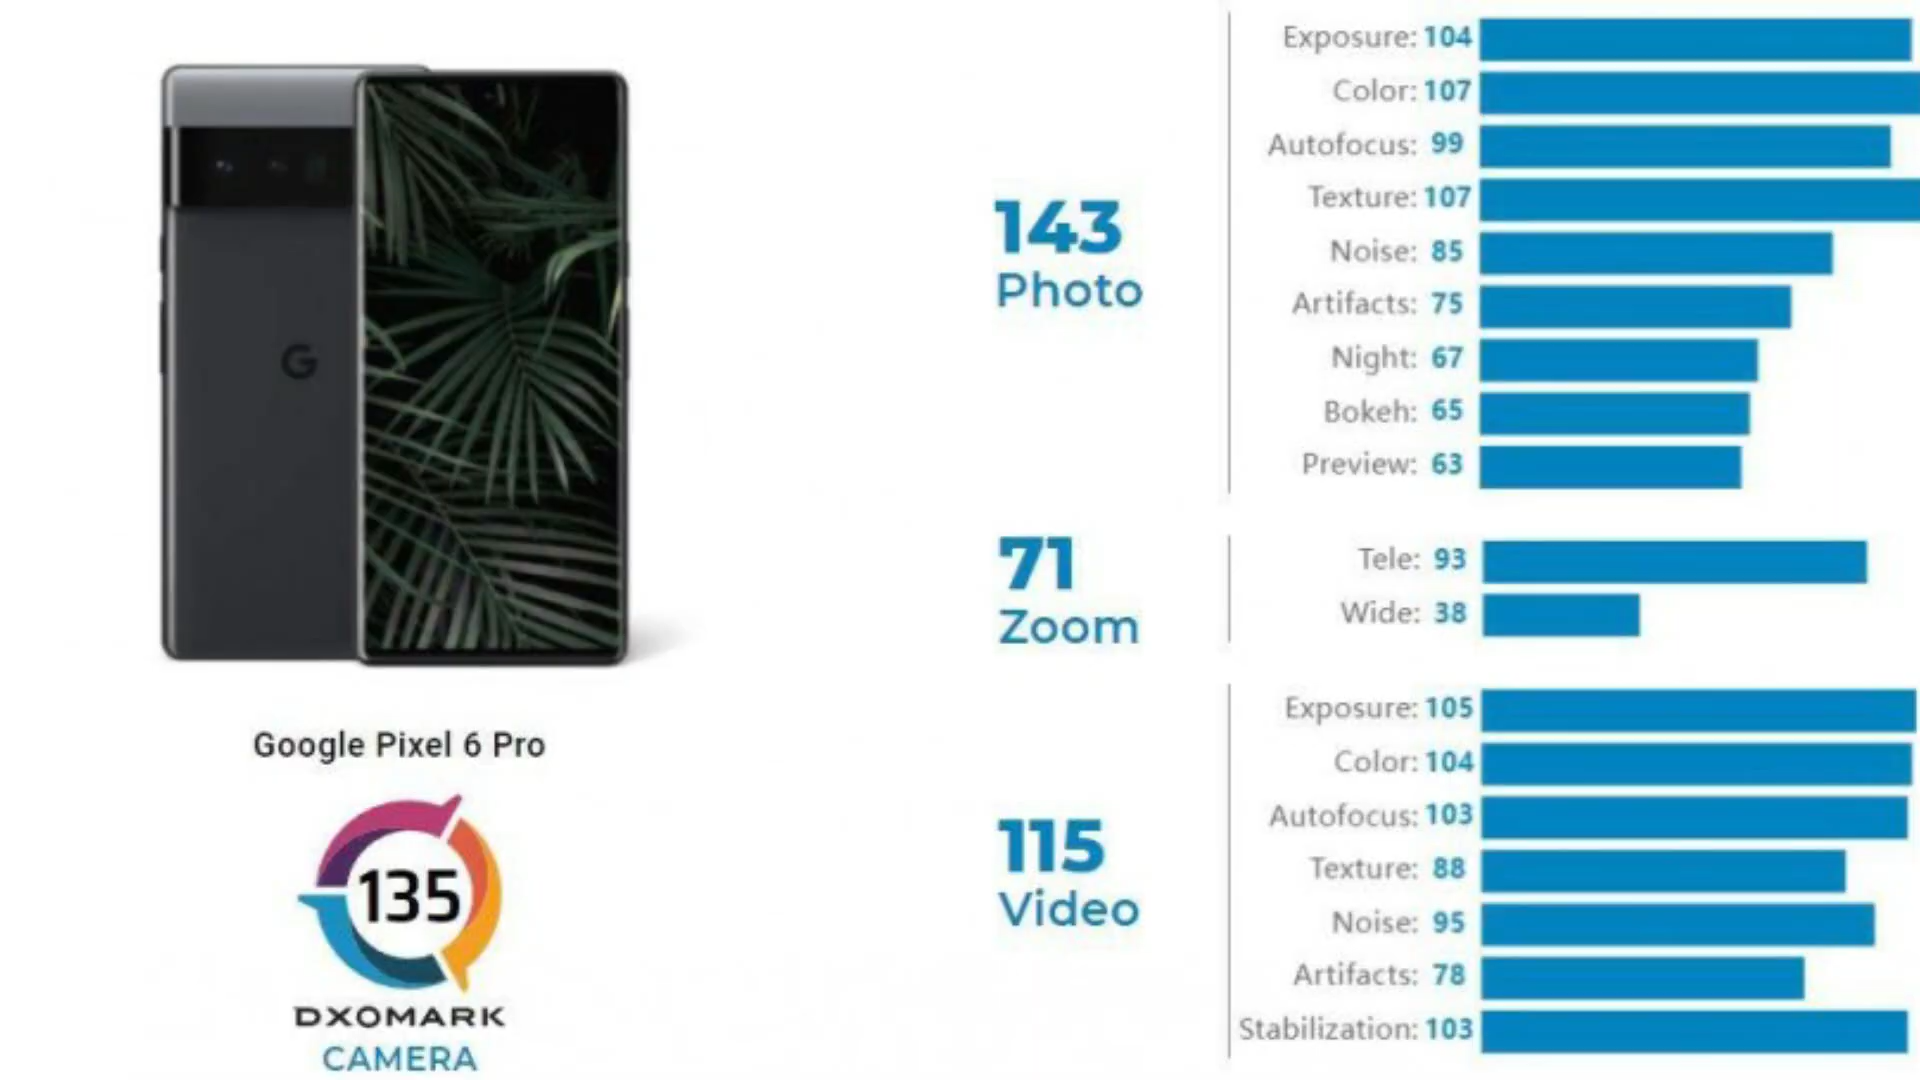 G
Google Pixel 6 Pro
135
DXOMARK
CAMERA
143
Photo
Exposure: 104
Color: 107
Autofocus: 99
Texture: 107
Noise: 85
Artifacts: 75
Night: 67
Bokeh: 65
Preview: 63
71
Zoom
Tele: 93
Wide: 38
115
Video
Exposure: 105
Color: 104
Autofocus: 103
Texture: 88
Noise: 95
Artifacts: 78
Stabilization: 103